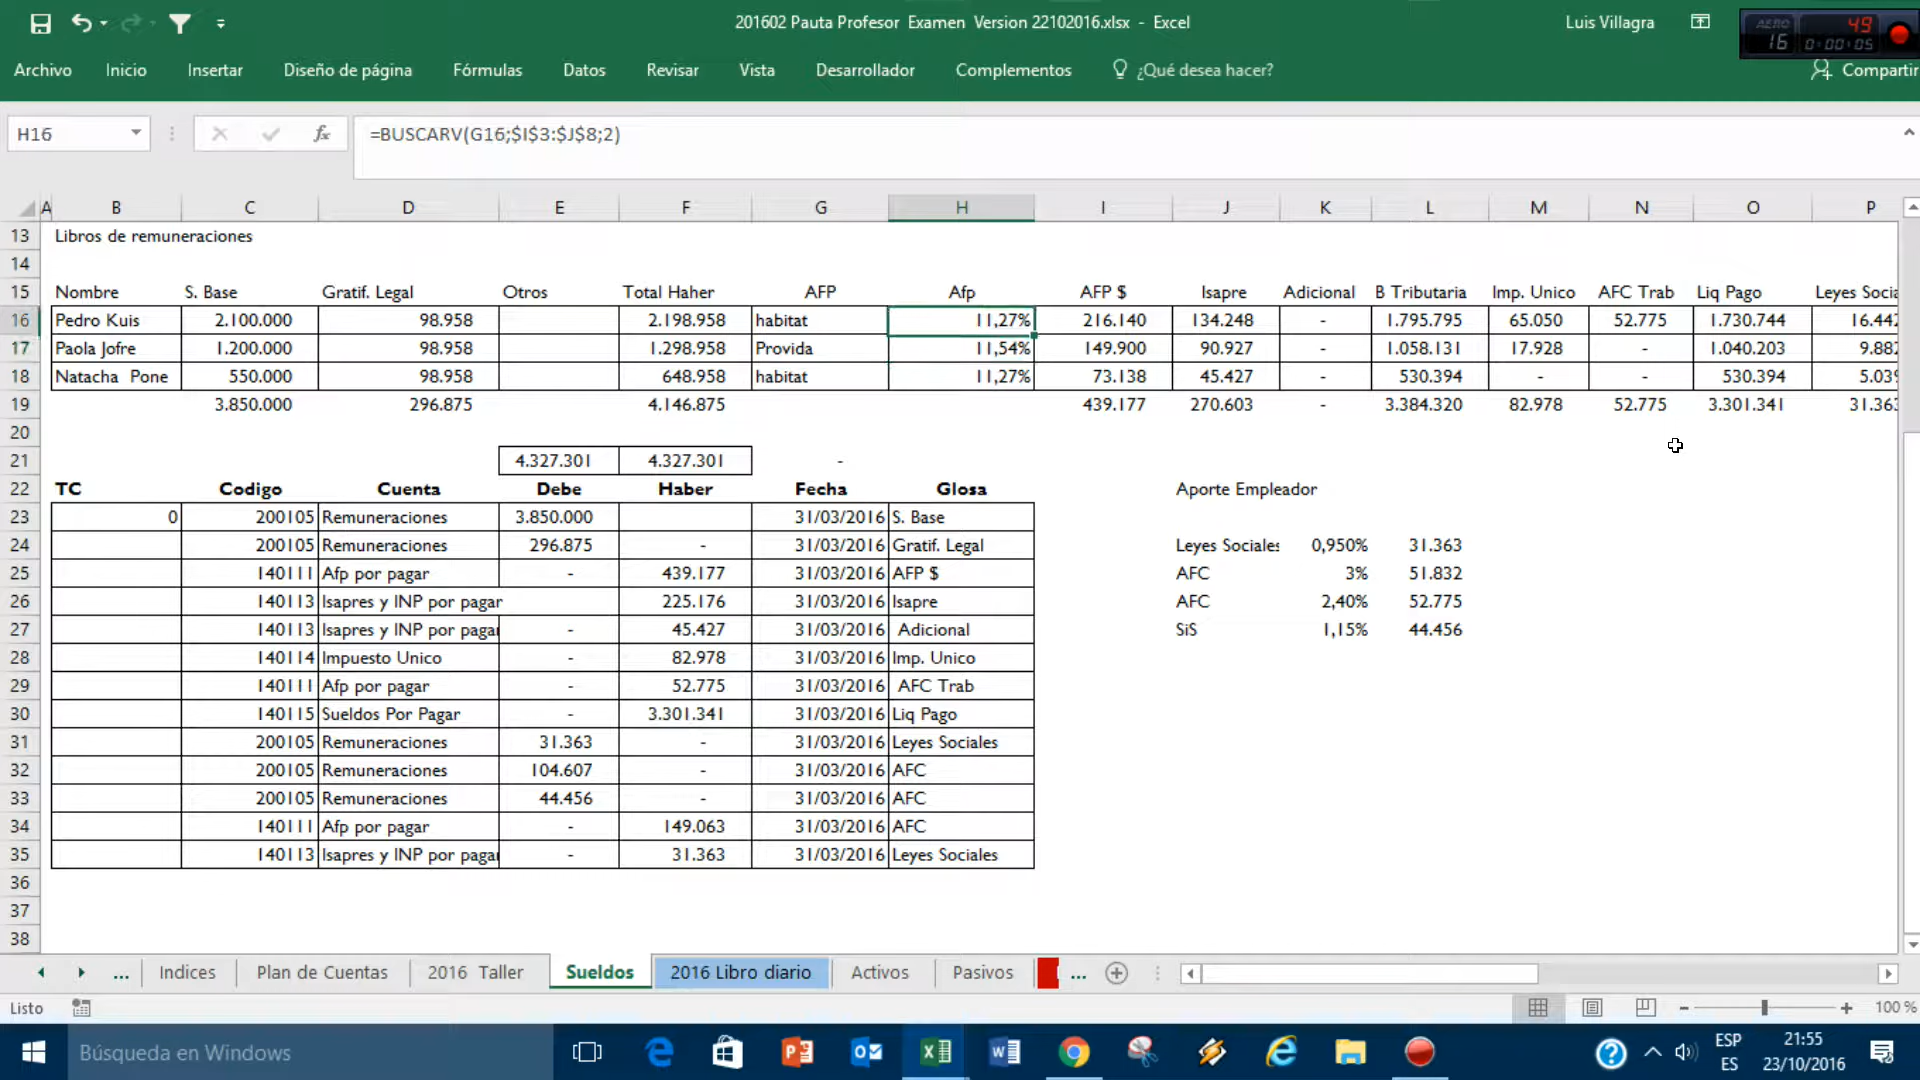 201602 Pauta Profesor Examen Version 22102016.xlsx - Excel
Luis Villagra
AERO 49
16 0:00:05
Archivo Inicio Insertar Diseño de página Fórmulas Datos Revisar Vista Desarrollador Complementos ¿Qué desea hacer? Compartir
H16 fx =BUSCARV(G16;$I$3:$J$8;2)
A B C D E F G H I J K L M N O P
13 Libros de remuneraciones
14
15 Nombre S. Base Gratif. Legal Otros Total Haber AFP Afp AFP $ Isapre Adicional B Tributaria Imp. Unico AFC Trab Liq Pago Leyes Socia
16 Pedro Kuis 2.100.000 98.958 2.198.958 habitat 11,27% 216.140 134.248 - 1.795.795 65.050 52.775 1.730.744 16.442
17 Paola Jofre 1.200.000 98.958 1.298.958 Provida 11,54% 149.900 90.927 - 1.058.131 17.928 - 1.040.203 9.882
18 Natacha Pone 550.000 98.958 648.958 habitat 11,27% 73.138 45.427 - 530.394 - - 530.394 5.039
19 3.850.000 296.875 4.146.875 439.177 270.603 - 3.384.320 82.978 52.775 3.301.341 31.363
20
21 4.327.301 4.327.301 -
22 TC Codigo Cuenta Debe Haber Fecha Glosa Aporte Empleador
23 0 200105 Remuneraciones 3.850.000 31/03/2016 S. Base
24 200105 Remuneraciones 296.875 - 31/03/2016 Gratif. Legal Leyes Sociales 0,950% 31.363
25 140111 Afp por pagar - 439.177 31/03/2016 AFP $ AFC 3% 51.832
26 140113 Isapres y INP por pagar 225.176 31/03/2016 Isapre AFC 2,40% 52.775
27 140113 Isapres y INP por pagar - 45.427 31/03/2016 Adicional SiS 1,15% 44.456
28 140114 Impuesto Unico - 82.978 31/03/2016 Imp. Unico
29 140111 Afp por pagar - 52.775 31/03/2016 AFC Trab
30 140115 Sueldos Por Pagar - 3.301.341 31/03/2016 Liq Pago
31 200105 Remuneraciones 31.363 - 31/03/2016 Leyes Sociales
32 200105 Remuneraciones 104.607 - 31/03/2016 AFC
33 200105 Remuneraciones 44.456 - 31/03/2016 AFC
34 140111 Afp por pagar - 149.063 31/03/2016 AFC
35 140113 Isapres y INP por pagar - 31.363 31/03/2016 Leyes Sociales
36
37
38
... Indices Plan de Cuentas 2016 Taller Sueldos 2016 Libro diario Activos Pasivos ...
Listo 100 %
Búsqueda en Windows ESP 21:55
ES 23/10/2016